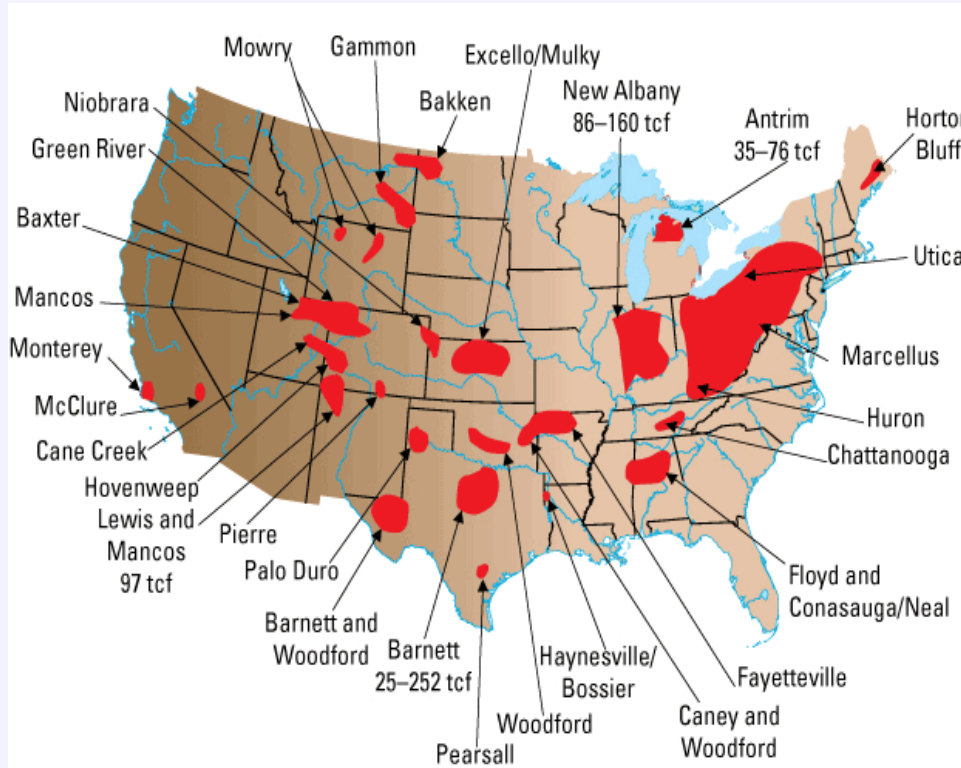 Mowry
Gammon
Excello/Mulky
Niobrara
Bakken
New Albany
86–160 tcf
Antrim
35–76 tcf
Horton
Bluff
Green River
Baxter
Utica
Mancos
Monterey
Marcellus
McClure
Huron
Cane Creek
Chattanooga
Hovenweep
Lewis and
Mancos
97 tcf
Pierre
Palo Duro
Floyd and
Conasauga/Neal
Barnett and
Woodford
Barnett
25–252 tcf
Haynesville/
Bossier
Fayetteville
Woodford
Caney and
Woodford
Pearsall